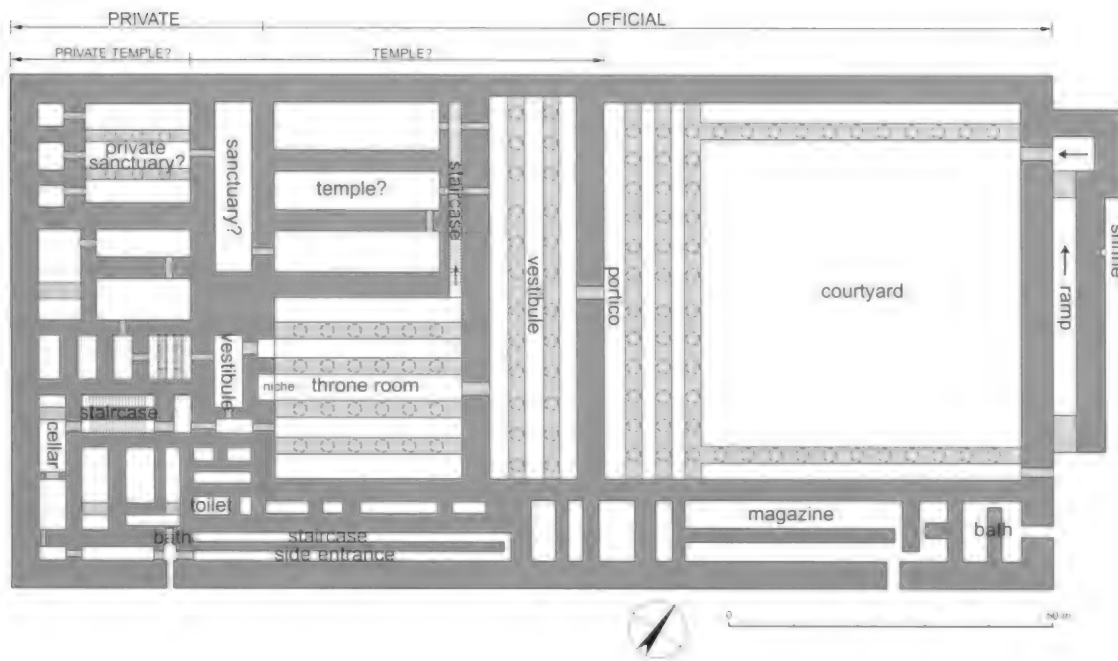 PRIVATE
OFFICIAL
PRIVATE TEMPLE?
TEMPLE?
private
sanctuary?
sanctuary?
temple?
staircase
vestibule
portico
courtyard
ramp
shrine
vestibule
niche
throne room
staircase
cellar
toilet
magazine
bath
staircase
bath
side entrance
0
50 m